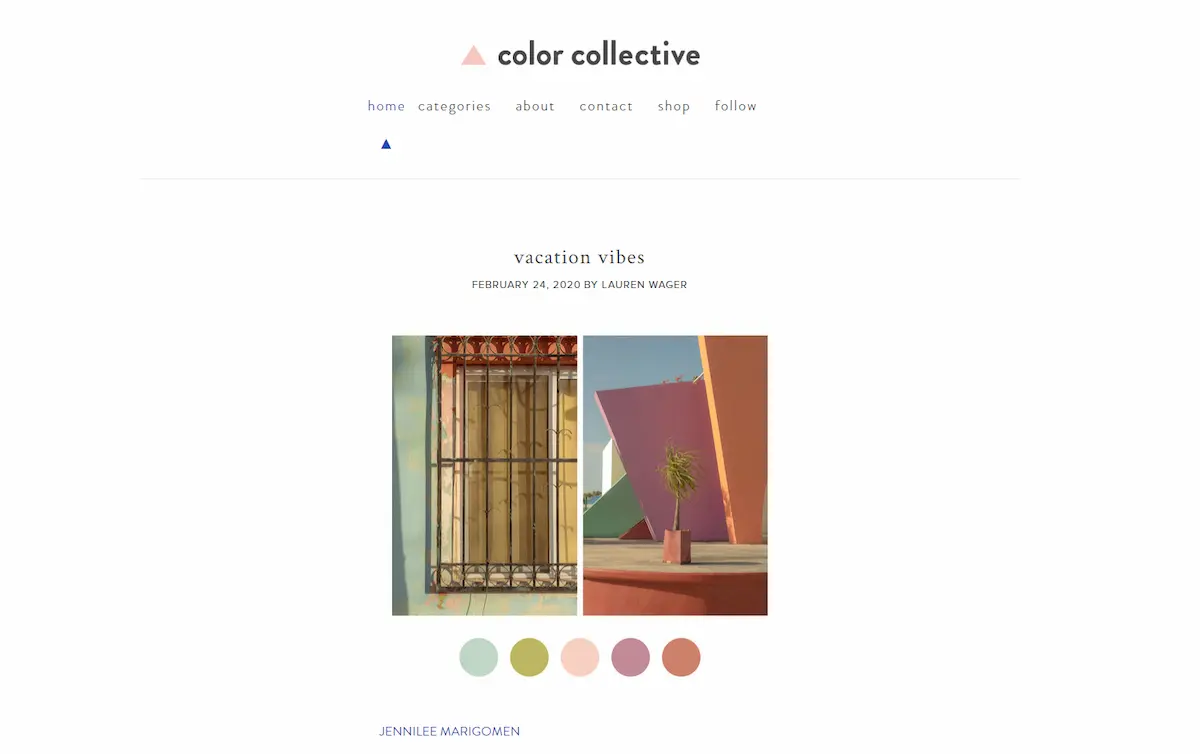 color collective
home categories about contact shop follow
vacation vibes
FEBRUARY 24, 2020 BY LAUREN WAGER
JENNILEE MARIGOMEN